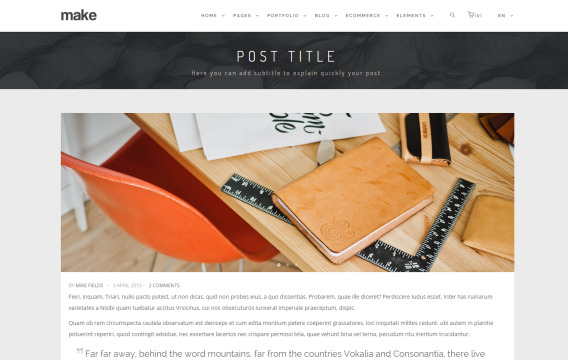 make
HOME PAGES PORTFOLIO BLOG ECOMMERCE ELEMENTS (0) EN
POST TITLE
Here you can add subtitle to explain quickly your post.
BY MIKE FIELDS - 3 APRIL 2015 - 2 COMMENTS
Fieri, inquam, Triari, nullo pacto potest, ut non dicas, quid non probes eius, a quo dissentias. Probarem, quae ille diceret? Perdiscere ludus esset. Inter has ruinarum
varietates a Nisibi quam tuebatur accitus Vrsicinus, cui nos obsecuturos iunxerat imperiale praeceptum, dispic.
Quam ob rem circumspecta cautela observatum est deinceps et cum edita montium petere coeperint grassatores, loci iniquitati milites cedunt, ubi autem in planitie
potuerint reperiri, quod contingit adsidue, nec exsertare lacertos nec crispare permissi tela, quae vehunt bina vel terna, pecudum ritu inertium trucidantur.
Far far away, behind the word mountains, far from the countries Vokalia and Consonantia, there live